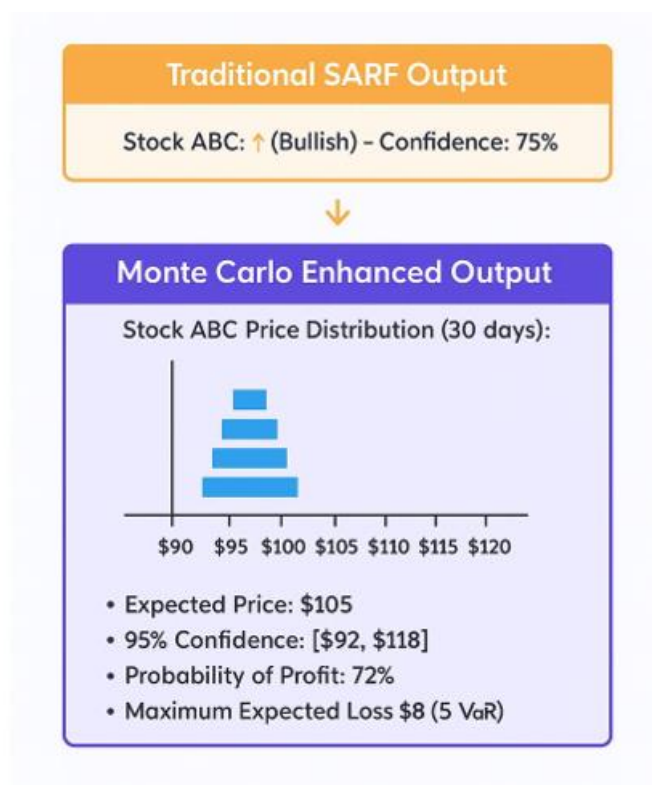 Traditional SARF Output
Stock ABC: ↑ (Bullish) – Confidence: 75%
↓
Monte Carlo Enhanced Output
Stock ABC Price Distribution (30 days):
$90 $95 $100 $105 $110 $115 $120
• Expected Price: $105
• 95% Confidence: [$92, $118]
• Probability of Profit: 72%
• Maximum Expected Loss $8 (5 VaR)